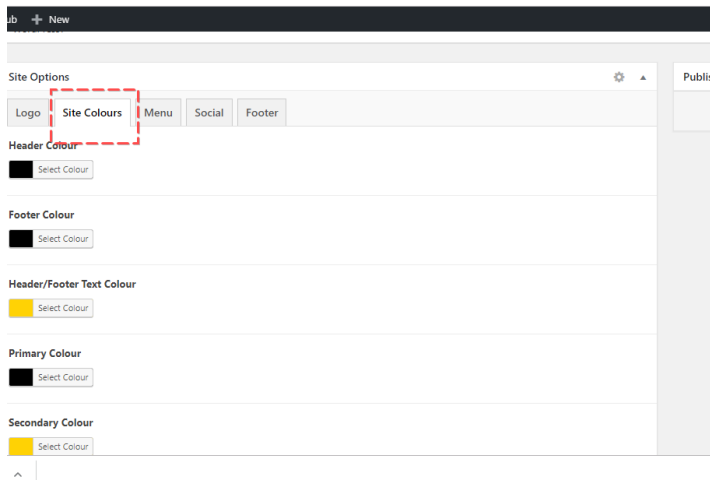 New
Site Options
Publis
Logo Site Colours Menu Social Footer
Header Colour
Select Colour
Footer Colour
Select Colour
Header/Footer Text Colour
Select Colour
Primary Colour
Select Colour
Secondary Colour
Select Colour